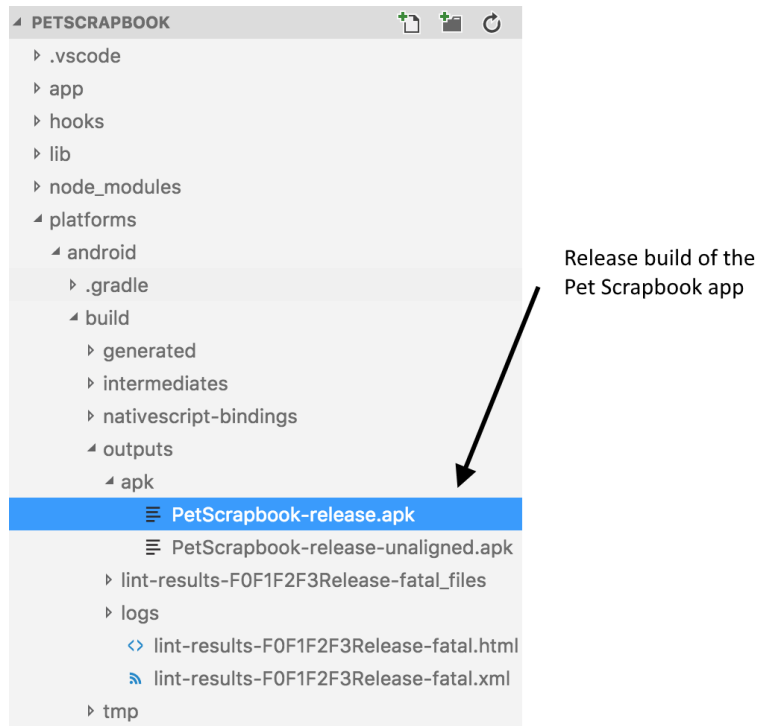 PETSCRAPBOOK
.vscode
app
hooks
lib
node_modules
platforms
android
.gradle
build
generated
intermediates
nativescript-bindings
outputs
apk
PetScrapbook-release.apk
PetScrapbook-release-unaligned.apk
lint-results-F0F1F2F3Release-fatal_files
logs
lint-results-F0F1F2F3Release-fatal.html
lint-results-F0F1F2F3Release-fatal.xml
tmp
Release build of the
Pet Scrapbook app